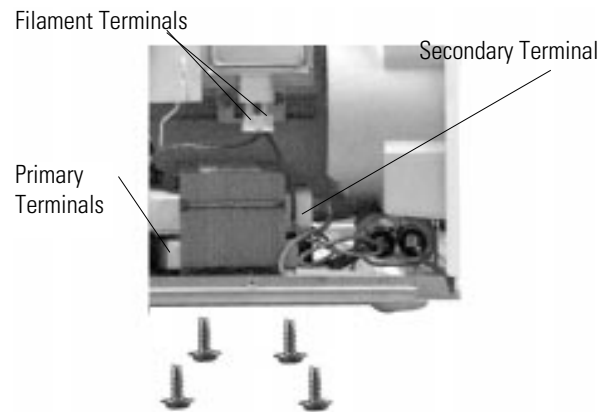 Filament Terminals
Secondary Terminal
Primary
Terminals